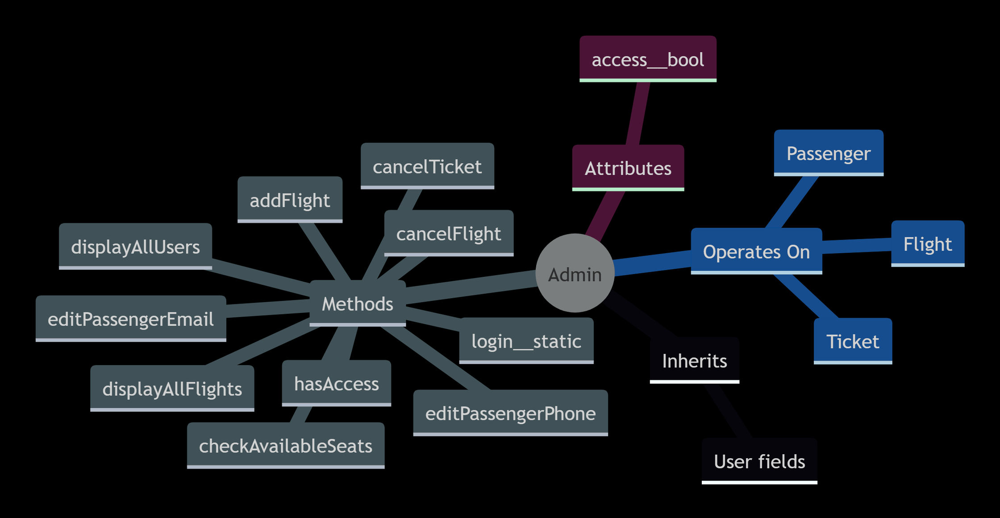 access__bool
Passenger
cancelTicket
Attributes
addFlight
cancelFlight
Flight
displayAllUsers
Operates On
Admin
Methods
editPassengerEmail
login__static
Ticket
Inherits
hasAccess
displayAllFlights
editPassengerPhone
checkAvailableSeats
User fields